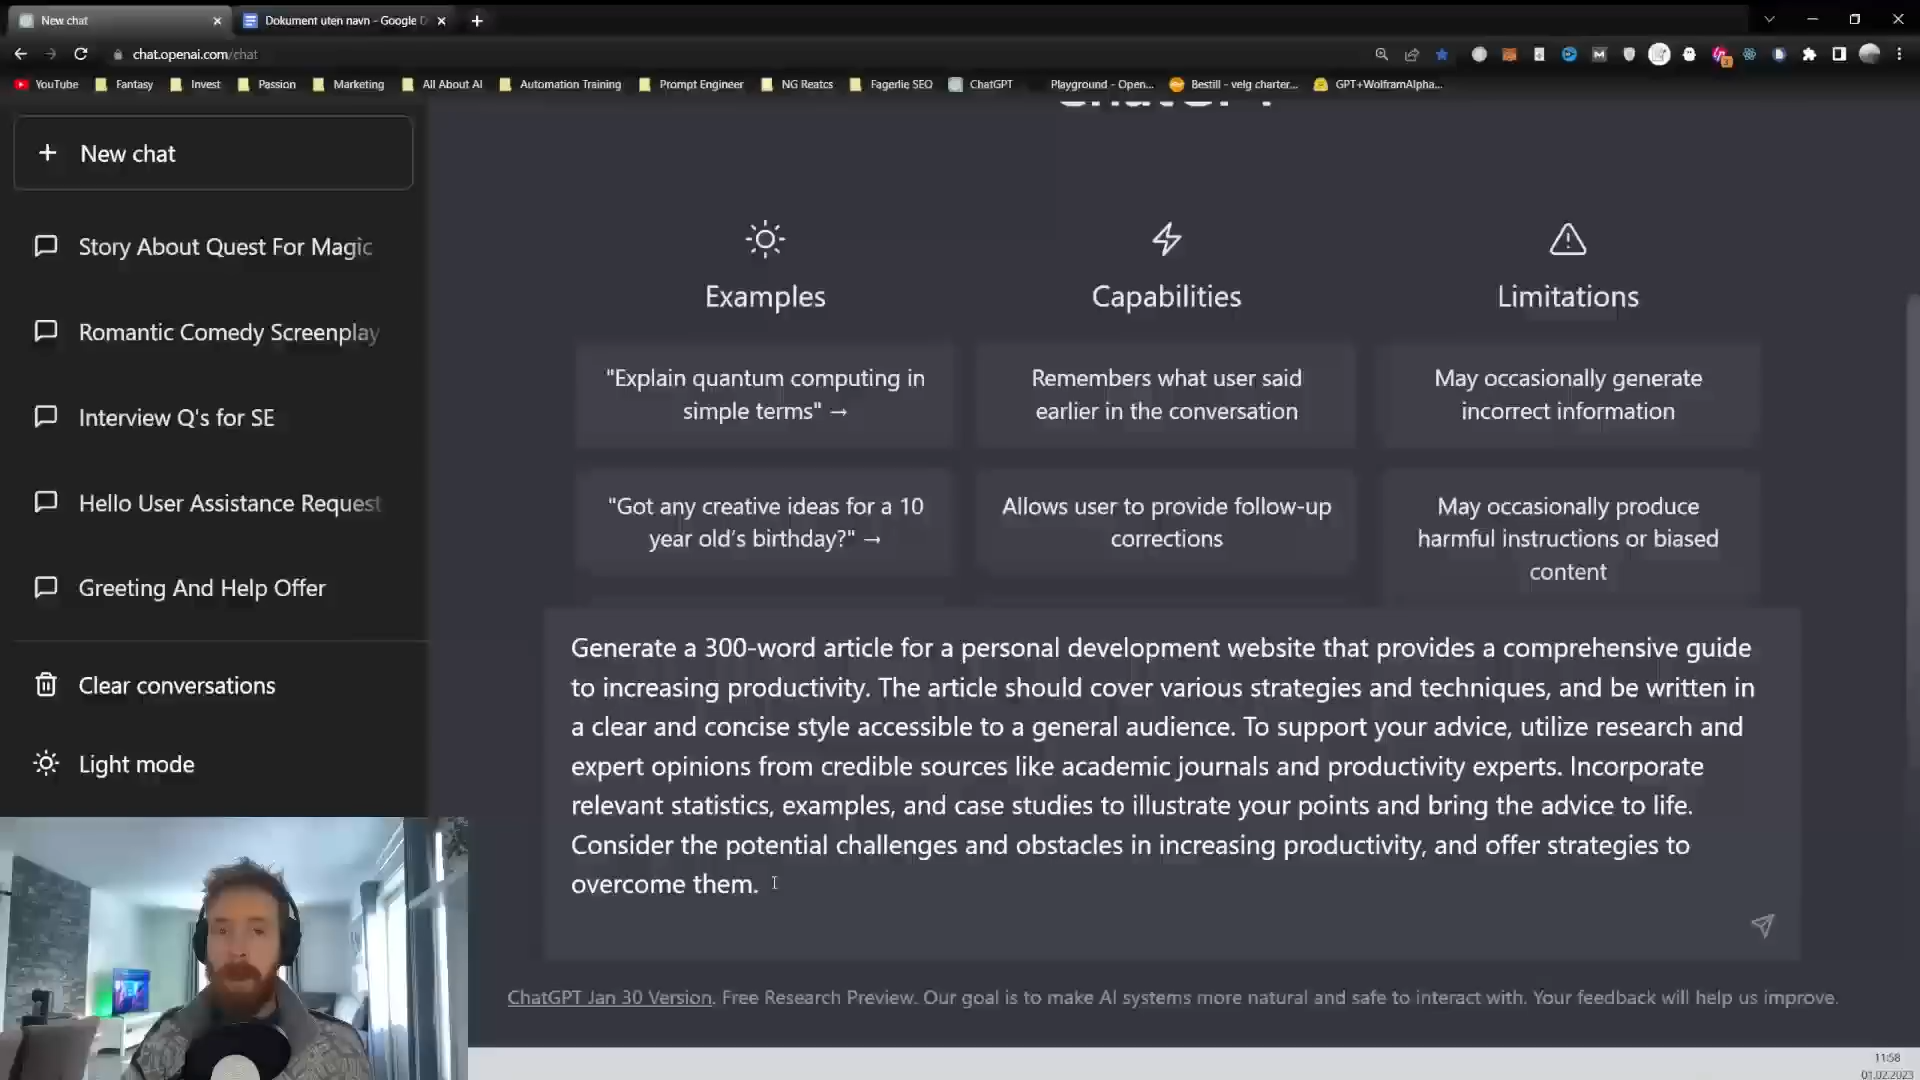 New chat
Dokument uten navn - Google D
chat.openai.com/chat
YouTube
Fantasy
Invest
Passion
Marketing
All About AI
Automation Training
Prompt Engineer
NG Reatcs
Fagerlie SEO
ChatGPT
Playground - Open...
Bestill - velg charter...
GPT+WolframAlpha...
New chat
Story About Quest For Magic
Romantic Comedy Screenplay
Interview Q's for SE
Hello User Assistance Request
Greeting And Help Offer
Clear conversations
Light mode
Examples
"Explain quantum computing in
simple terms" →
"Got any creative ideas for a 10
year old's birthday?" →
Capabilities
Remembers what user said
earlier in the conversation
Allows user to provide follow-up
corrections
Limitations
May occasionally generate
incorrect information
May occasionally produce
harmful instructions or biased
content
Generate a 300-word article for a personal development website that provides a comprehensive guide
to increasing productivity. The article should cover various strategies and techniques, and be written in
a clear and concise style accessible to a general audience. To support your advice, utilize research and
expert opinions from credible sources like academic journals and productivity experts. Incorporate
relevant statistics, examples, and case studies to illustrate your points and bring the advice to life.
Consider the potential challenges and obstacles in increasing productivity, and offer strategies to
overcome them.
ChatGPT Jan 30 Version. Free Research Preview. Our goal is to make AI systems more natural and safe to interact with. Your feedback will help us improve.
11:58
01.02.2023